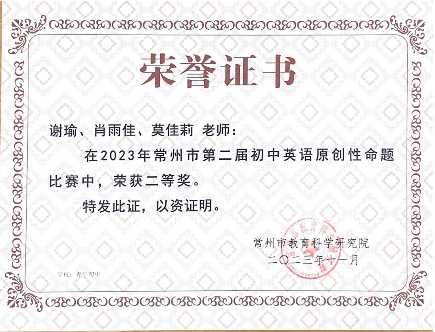 荣誉证书
谢瑜、肖雨佳、莫佳莉 老师：
在2023年常州市第二届初中英语原创性命题
比赛中，荣获二等奖。
特发此证，以资证明。
常州市教育科学研究院
二〇二三年十一月